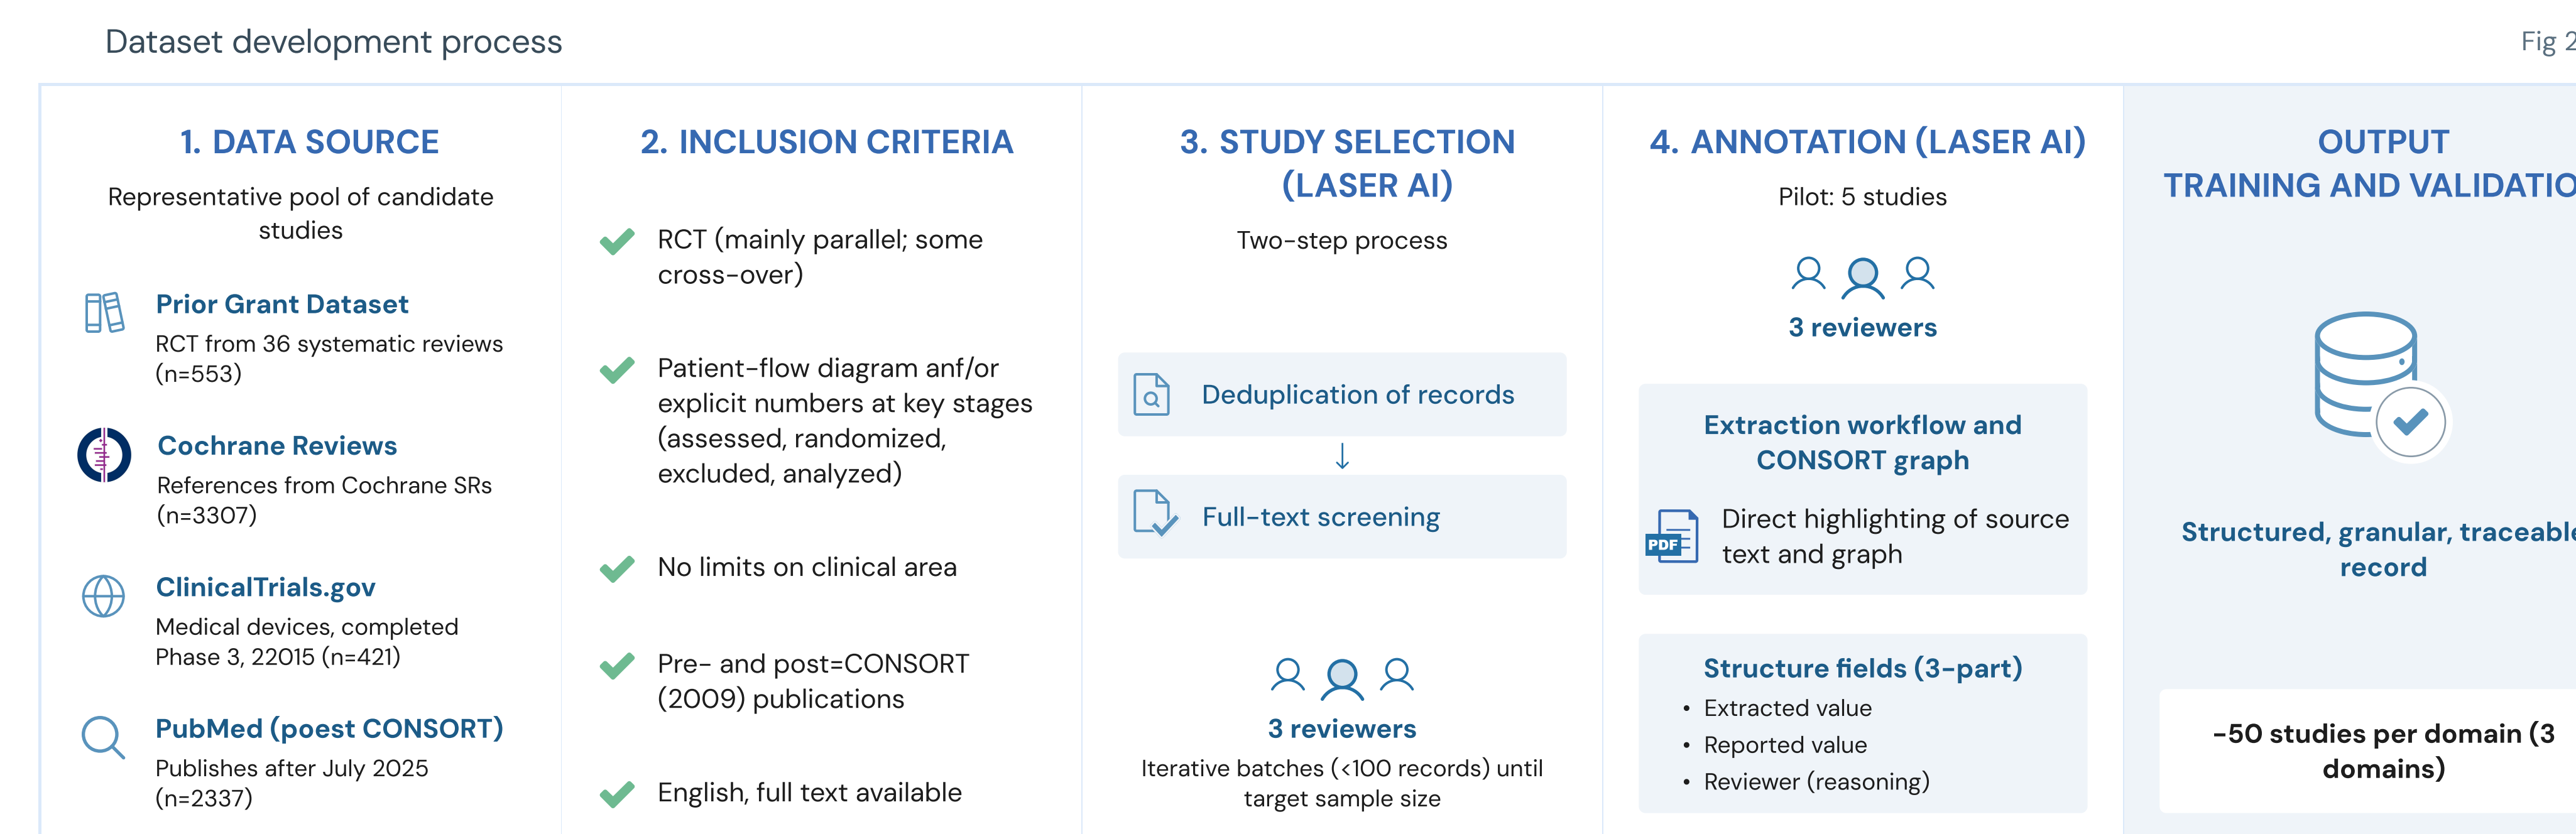 Dataset development process
Fig 2
1. DATA SOURCE
Representative pool of candidate
studies
Prior Grant Dataset
RCT from 36 systematic reviews
(n=553)
Cochrane Reviews
References from Cochrane SRs
(n=3307)
ClinicalTrials.gov
Medical devices, completed
Phase 3, 22015 (n=421)
PubMed (poest CONSORT)
Publishes after July 2025
(n=2337)
2. INCLUSION CRITERIA
RCT (mainly parallel; some
cross-over)
Patient-flow diagram anf/or
explicit numbers at key stages
(assessed, randomized,
excluded, analyzed)
No limits on clinical area
Pre- and post=CONSORT
(2009) publications
English, full text available
3. STUDY SELECTION
(LASER AI)
Two-step process
Deduplication of records
Full-text screening
3 reviewers
Iterative batches (<100 records) until
target sample size
4. ANNOTATION (LASER AI)
Pilot: 5 studies
3 reviewers
Extraction workflow and
CONSORT graph
PDF
Direct highlighting of source
text and graph
Structure fields (3-part)
• Extracted value
• Reported value
• Reviewer (reasoning)
OUTPUT
TRAINING AND VALIDATIO
Structured, granular, traceable
record
-50 studies per domain (3
domains)